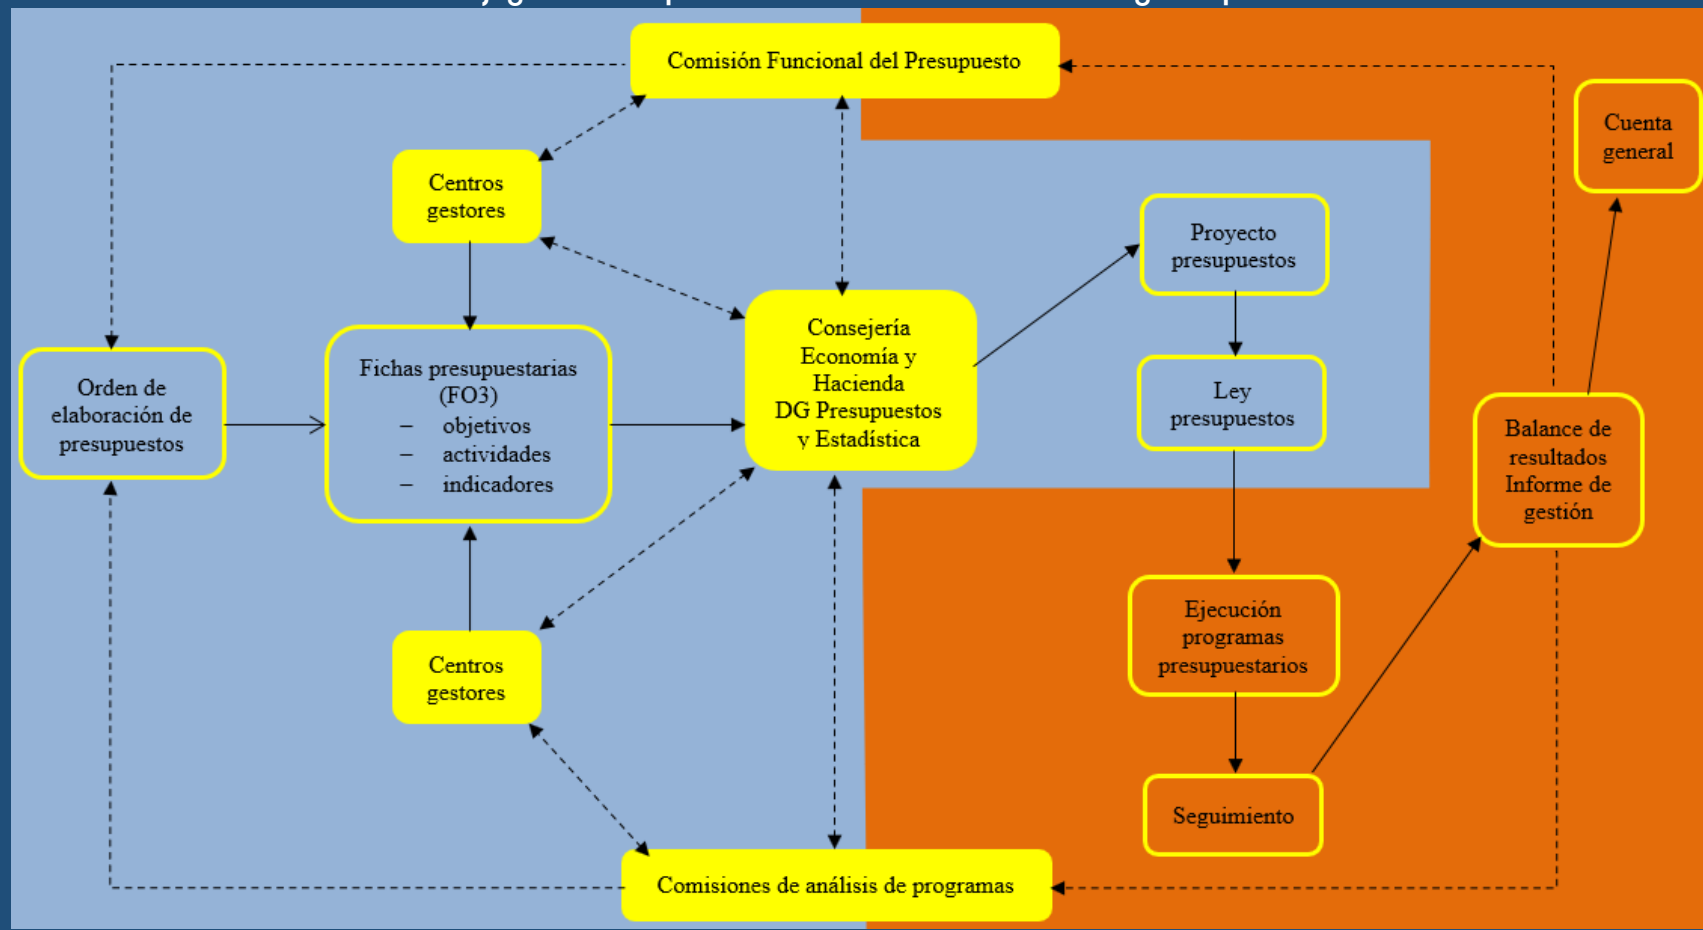 Comisión Funcional del Presupuesto
Cuenta
general
Centros
gestores
Proyecto
presupuestos
Consejería
Economía y
Hacienda
DG Presupuestos
y Estadística
Orden de
elaboración de
presupuestos
Fichas presupuestarias
(FO3)
– objetivos
– actividades
– indicadores
Ley
presupuestos
Balance de
resultados
Informe de
gestión
Ejecución
programas
presupuestarios
Centros
gestores
Seguimiento
Comisiones de análisis de programas